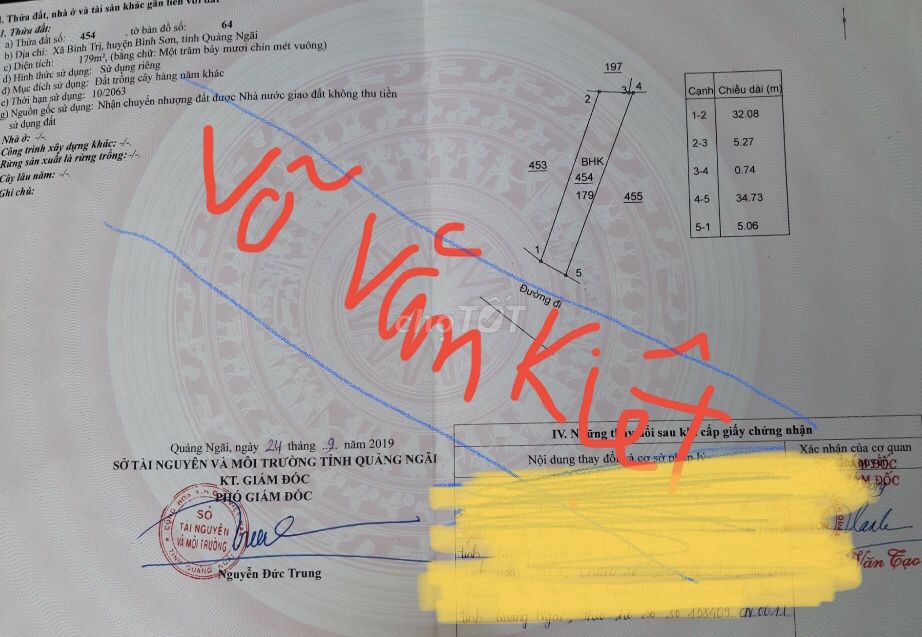 I. Thửa đất, nhà ở và tài sản khác gắn liền với đất
1. Thửa đất:
a) Thửa đất số: 454 , tờ bản đồ số: 64
b) Địa chỉ: Xã Bình Trị, huyện Bình Sơn, tỉnh Quảng Ngãi
c) Diện tích: 179m², (bằng chữ: Một trăm bảy mươi chín mét vuông)
d) Hình thức sử dụng: Sử dụng riêng
đ) Mục đích sử dụng: Đất trồng cây hàng năm khác
e) Thời hạn sử dụng: 10/2063
g) Nguồn gốc sử dụng: Nhận chuyển nhượng đất được Nhà nước giao đất không thu tiền
sử dụng đất
Nhà ở: -/-.
Công trình xây dựng khác: -/-.
Rừng sản xuất là rừng trồng: -/-.
Cây lâu năm: -/-.
Ghi chú:
197
2 3 4
453
BHK
454
179
455
1
5
Đường đi
Cạnh Chiều dài (m)
1-2 32.08
2-3 5.27
3-4 0.74
4-5 34.73
5-1 5.06
Võ Văn Kiệt
chợTỐT
Quảng Ngãi, ngày 24 tháng 9 năm 2019
SỞ TÀI NGUYÊN VÀ MÔI TRƯỜNG TỈNH QUẢNG NGÃI
KT. GIÁM ĐỐC
PHÓ GIÁM ĐỐC
SỞ
TÀI NGUYÊN
VÀ MÔI TRƯỜNG
TỈNH QUẢNG NGÃI
Nguyễn Đức Trung
IV. Những thay đổi sau khi cấp giấy chứng nhận
Nội dung thay đổi và cơ sở pháp lý
Xác nhận của cơ quan
ĐỐC
M ĐỐC
Văn Tạo
tỉnh Quảng Ngãi, theo hồ sơ số